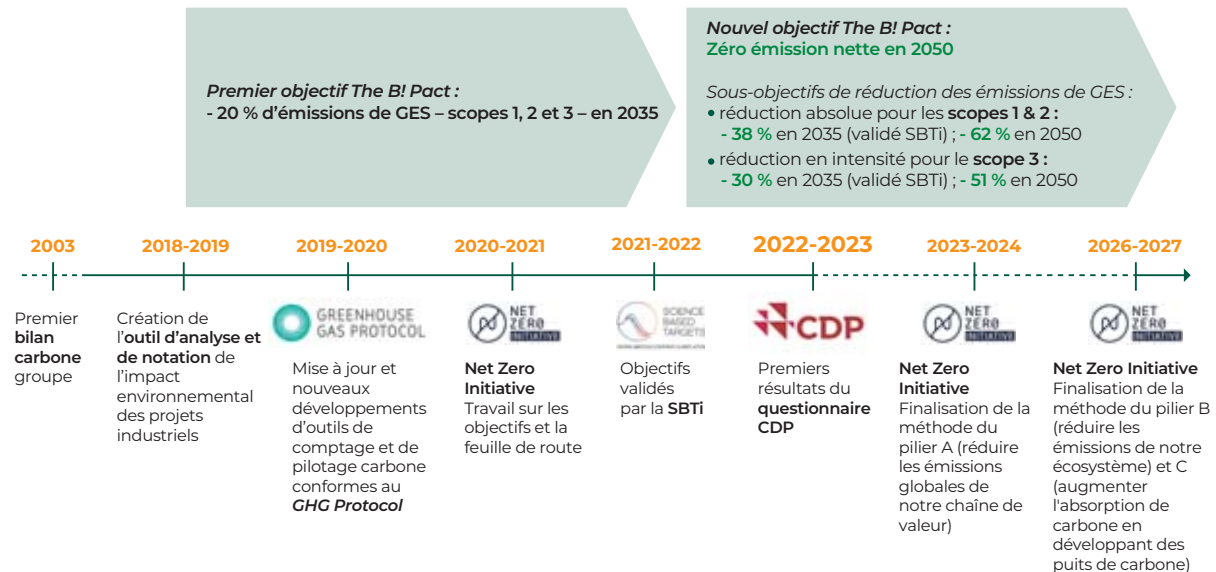 Premier objectif The B! Pact :
- 20 % d'émissions de GES – scopes 1, 2 et 3 – en 2035
Nouvel objectif The B! Pact :
Zéro émission nette en 2050
Sous-objectifs de réduction des émissions de GES :
• réduction absolue pour les scopes 1 & 2 :
- 38 % en 2035 (validé SBTi) ; - 62 % en 2050
• réduction en intensité pour le scope 3 :
- 30 % en 2035 (validé SBTi) ; - 51 % en 2050
2003
Premier
bilan
carbone
groupe
2018-2019
Création de
l'outil d'analyse et
de notation de
l'impact
environnemental
des projets
industriels
2019-2020
GREENHOUSE
GAS PROTOCOL
Mise à jour et
nouveaux
développements
d'outils de
comptage et de
pilotage carbone
conformes au
GHG Protocol
2020-2021
NET
ZERO
INITIATIVE
Net Zero
Initiative
Travail sur les
objectifs et la
feuille de route
2021-2022
SCIENCE
BASED
TARGETS
Objectifs
validés
par la SBTi
2022-2023
CDP
Premiers
résultats du
questionnaire
CDP
2023-2024
NET
ZERO
INITIATIVE
Net Zero
Initiative
Finalisation de la
méthode du
pilier A (réduire
les émissions
globales de
notre chaîne de
valeur)
2026-2027
NET
ZERO
INITIATIVE
Net Zero Initiative
Finalisation de la
méthode du pilier B
(réduire les
émissions de notre
écosystème) et C
(augmenter
l'absorption de
carbone en
développant des
puits de carbone)